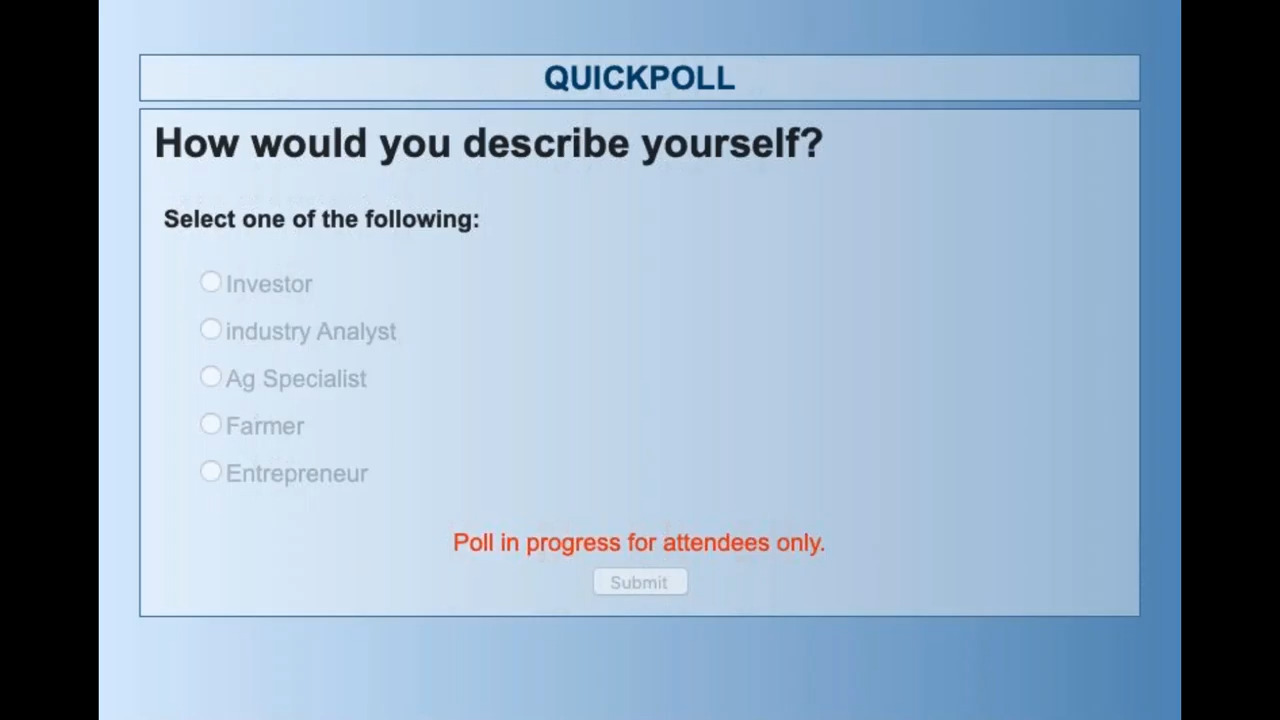 QUICKPOLL
How would you describe yourself?
Select one of the following:
Investor
industry Analyst
Ag Specialist
Farmer
Entrepreneur
Poll in progress for attendees only.
Submit